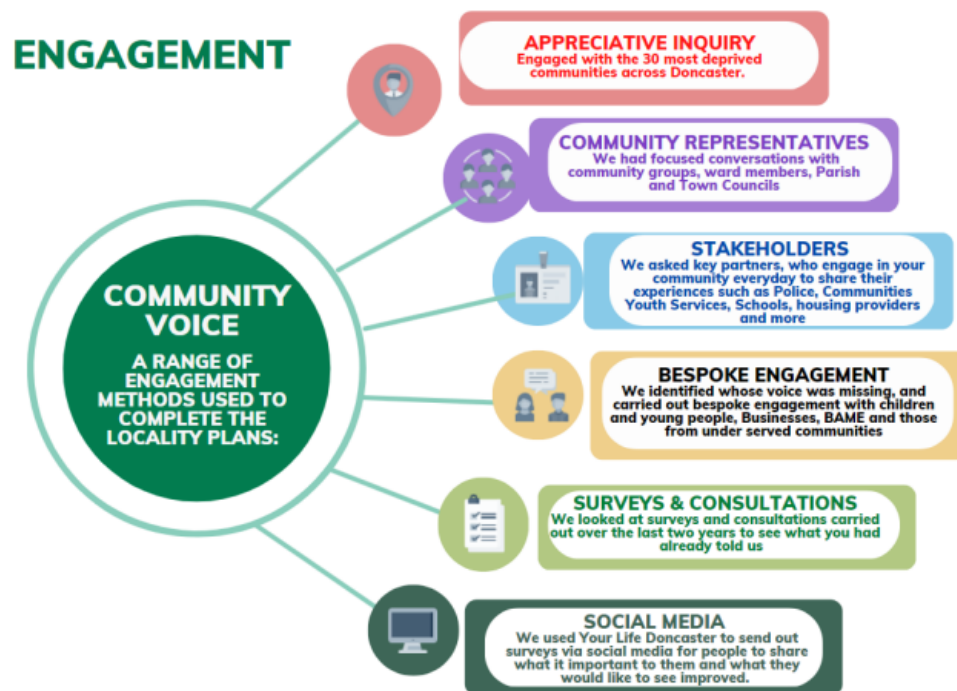 ENGAGEMENT
APPRECIATIVE INQUIRY
Engaged with the 30 most deprived
communities across Doncaster.
COMMUNITY REPRESENTATIVES
We had focused conversations with
community groups, ward members, Parish
and Town Councils
STAKEHOLDERS
We asked key partners, who engage in your
community everyday to share their
experiences such as Police, Communities
Youth Services, Schools, housing providers
and more
COMMUNITY
VOICE
A RANGE OF
ENGAGEMENT
METHODS USED TO
COMPLETE THE
LOCALITY PLANS:
BESPOKE ENGAGEMENT
We identified whose voice was missing, and
carried out bespoke engagement with children
and young people, Businesses, BAME and those
from under served communities
SURVEYS & CONSULTATIONS
We looked at surveys and consultations carried
out over the last two years to see what you had
already told us
SOCIAL MEDIA
We used Your Life Doncaster to send out
surveys via social media for people to share
what it important to them and what they
would like to see improved.